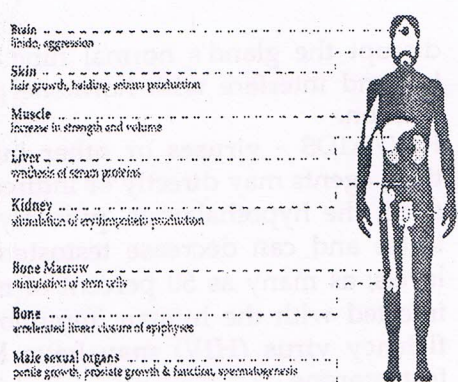 Brain
libido, aggression
Skin
hair growth, balding, sebum production
Muscle
increase in strength and volume
Liver
synthesis of serum proteins
Kidney
stimulation of erythropoietin production
Bone Marrow
stimulation of stem cells
Bone
accelerated linear closure of epiphyses
Male sexual organs
penile growth, prostate growth & function, spermatogenesis